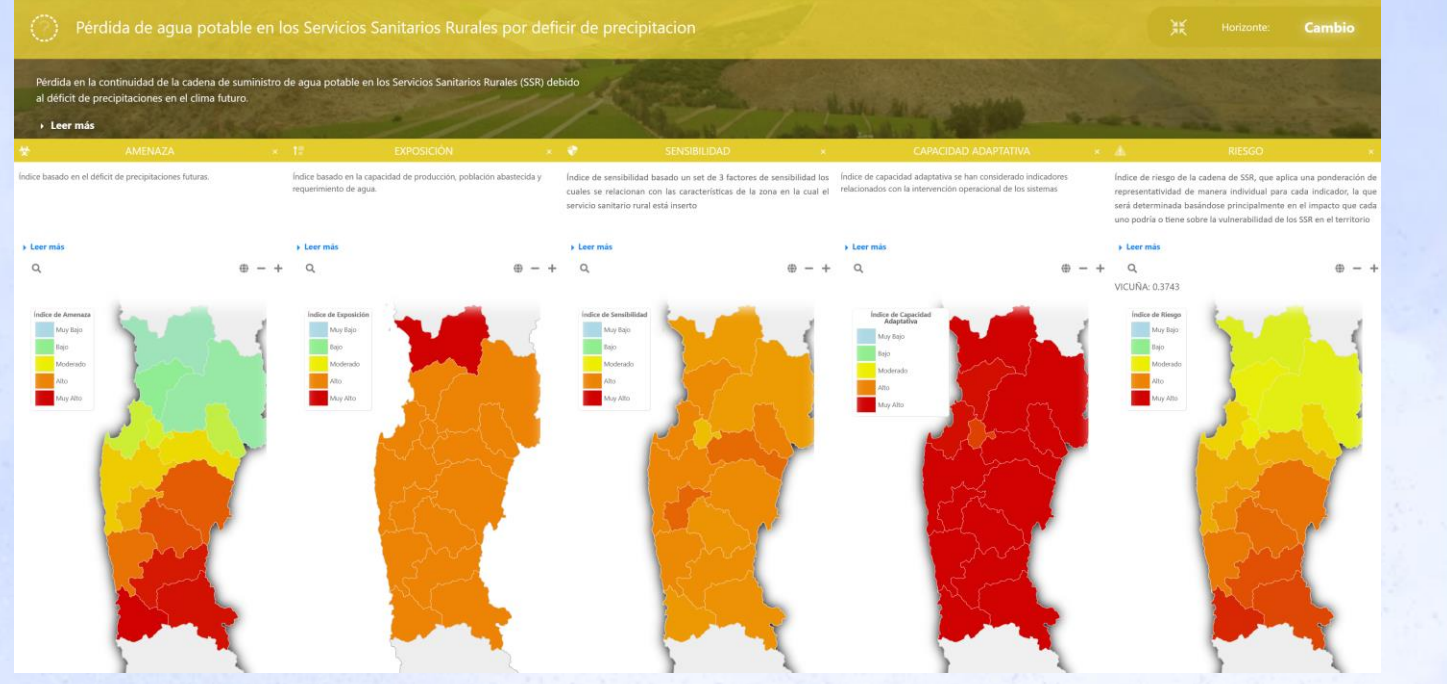 Pérdida de agua potable en los Servicios Sanitarios Rurales por deficir de precipitacion
Horizonte: Cambio
Pérdida en la continuidad de la cadena de suministro de agua potable en los Servicios Sanitarios Rurales (SSR) debido
al déficit de precipitaciones en el clima futuro.
Leer más
AMENAZA
Índice basado en el déficit de precipitaciones futuras.
Leer más
Índice de Amenaza
Muy Bajo
Bajo
Moderado
Alto
Muy Alto
EXPOSICIÓN
Índice basado en la capacidad de producción, población abastecida y
requerimiento de agua.
Leer más
Índice de Exposición
Muy Bajo
Bajo
Moderado
Alto
Muy Alto
SENSIBILIDAD
Índice de sensibilidad basado un set de 3 factores de sensibilidad los
cuales se relacionan con las características de la zona en la cual el
servicio sanitario rural está inserto
Leer más
Índice de Sensibilidad
Muy Bajo
Bajo
Moderado
Alto
Muy Alto
CAPACIDAD ADAPTATIVA
Índice de capacidad adaptativa se han considerado indicadores
relacionados con la intervención operacional de los sistemas
Leer más
Índice de Capacidad
Adaptativa
Muy Bajo
Bajo
Moderado
Alto
Muy Alto
RIESGO
Índice de riesgo de la cadena de SSR, que aplica una ponderación de
representatividad de manera individual para cada indicador, la que
será determinada basándose principalmente en el impacto que cada
uno podría o tiene sobre la vulnerabilidad de los SSR en el territorio
Leer más
VICUÑA: 0.3743
Índice de Riesgo
Muy Bajo
Bajo
Moderado
Alto
Muy Alto